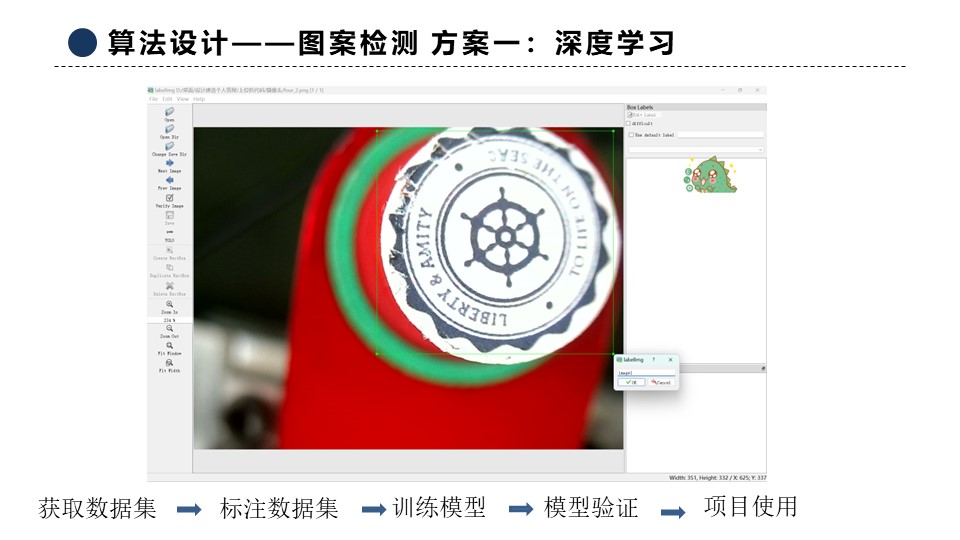 算法设计——图案检测 方案一：深度学习
File Edit View Help
Open
Open Dir
Change Save Dir
Next Image
Prev Image
Verify Image
Save
YOLO
Create RectBox
Duplicate RectBox
Delete RectBox
Zoom In
234 %
Zoom Out
Fit Window
Fit Width
TO LIFE ON THE SEAS
LIBERTY & AMITY
Box Labels
Edit Label
difficult
Use default label
labelImg
image1
OK
Cancel
Width: 351, Height: 332 / X: 625; Y: 337
获取数据集 标注数据集 训练模型 模型验证 项目使用